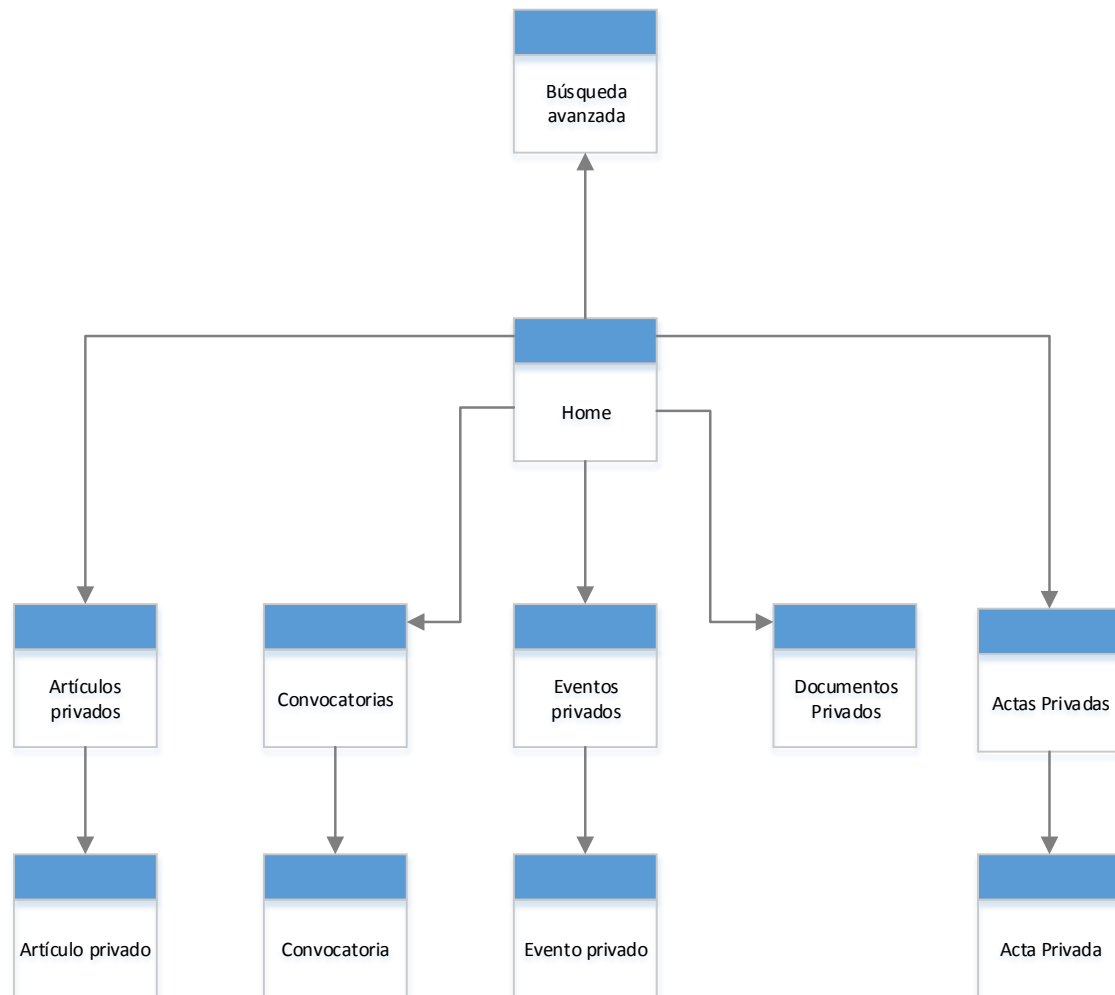 Búsqueda
avanzada
Home
Artículos
privados
Convocatorias
Eventos
privados
Documentos
Privados
Actas Privadas
Artículo privado
Convocatoria
Evento privado
Acta Privada